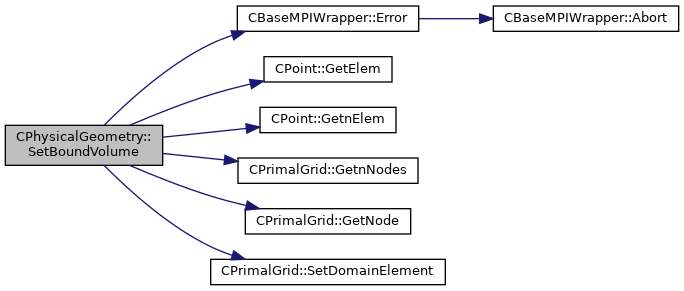 CPhysicalGeometry::
SetBoundVolume
CBaseMPIWrapper::Error
CBaseMPIWrapper::Abort
CPoint::GetElem
CPoint::GetnElem
CPrimalGrid::GetnNodes
CPrimalGrid::GetNode
CPrimalGrid::SetDomainElement